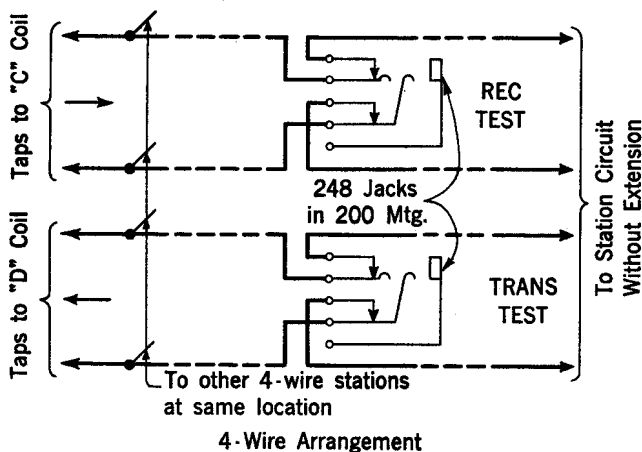 Taps to "C" Coil
REC
TEST
248 Jacks
in 200 Mtg.
To Station Circuit
Without Extension
Taps to "D" Coil
TRANS
TEST
To other 4-wire stations
at same location
4-Wire Arrangement